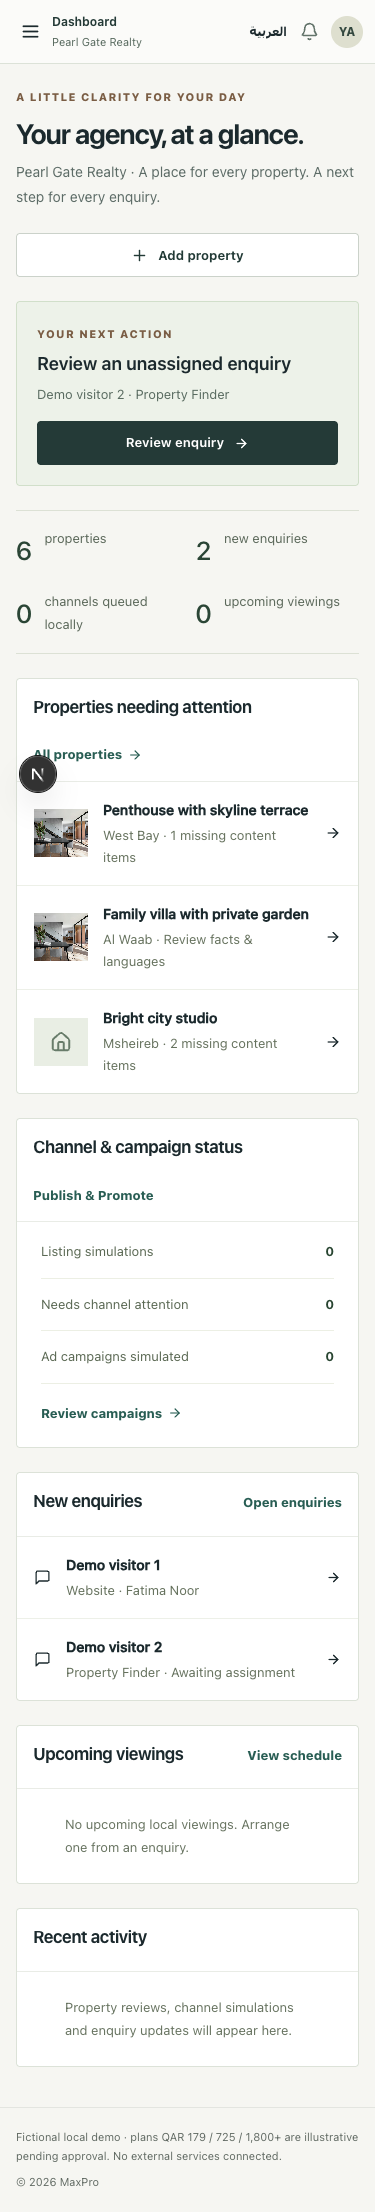 Dashboard
Pearl Gate Realty
العربية
YA
A LITTLE CLARITY FOR YOUR DAY
Your agency, at a glance.
Pearl Gate Realty · A place for every property. A next
step for every enquiry.
Add property
YOUR NEXT ACTION
Review an unassigned enquiry
Demo visitor 2 · Property Finder
Review enquiry
6 properties
2 new enquiries
0 channels queued
locally
0 upcoming viewings
Properties needing attention
All properties
N
Penthouse with skyline terrace
West Bay · 1 missing content
items
Family villa with private garden
Al Waab · Review facts &
languages
Bright city studio
Msheireb · 2 missing content
items
Channel & campaign status
Publish & Promote
Listing simulations 0
Needs channel attention 0
Ad campaigns simulated 0
Review campaigns
New enquiries Open enquiries
Demo visitor 1
Website · Fatima Noor
Demo visitor 2
Property Finder · Awaiting assignment
Upcoming viewings View schedule
No upcoming local viewings. Arrange
one from an enquiry.
Recent activity
Property reviews, channel simulations
and enquiry updates will appear here.
Fictional local demo · plans QAR 179 / 725 / 1,800+ are illustrative
pending approval. No external services connected.
© 2026 MaxPro